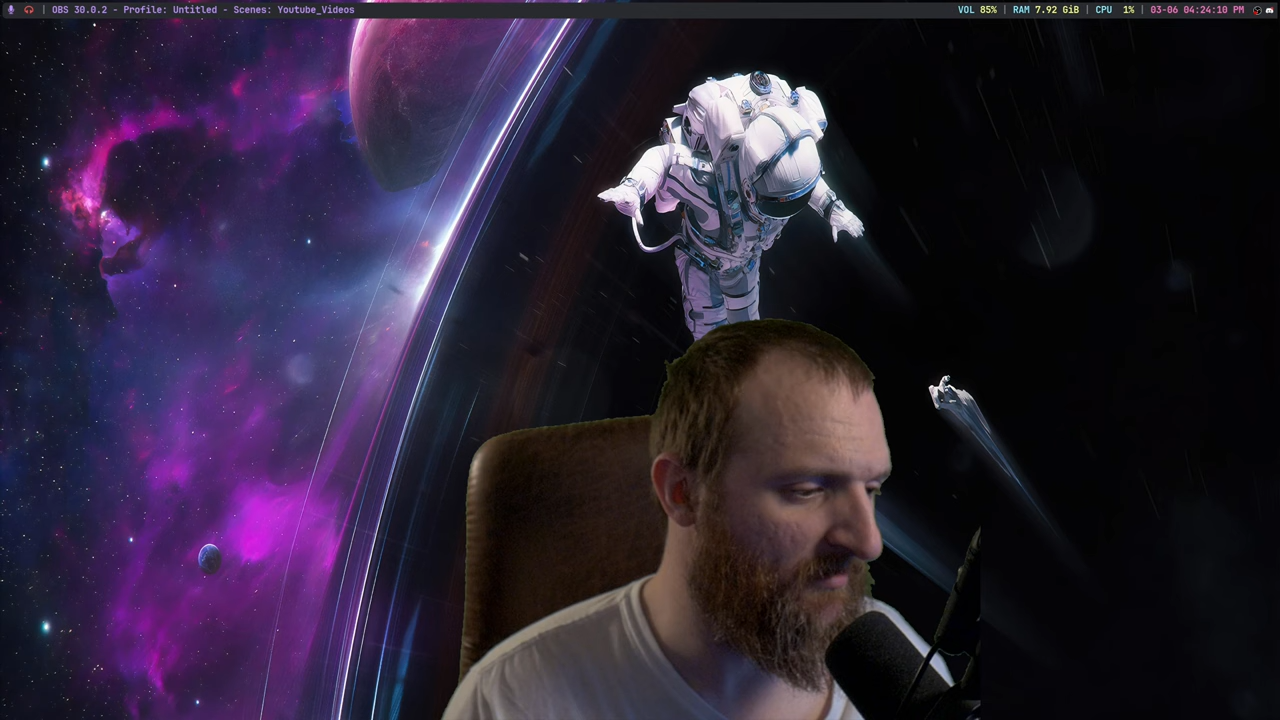 OBS 30.0.2 - Profile: Untitled - Scenes: Youtube_Videos
VOL 85% | RAM 7.92 GiB | CPU 1% | 03-06 04:24:10 PM